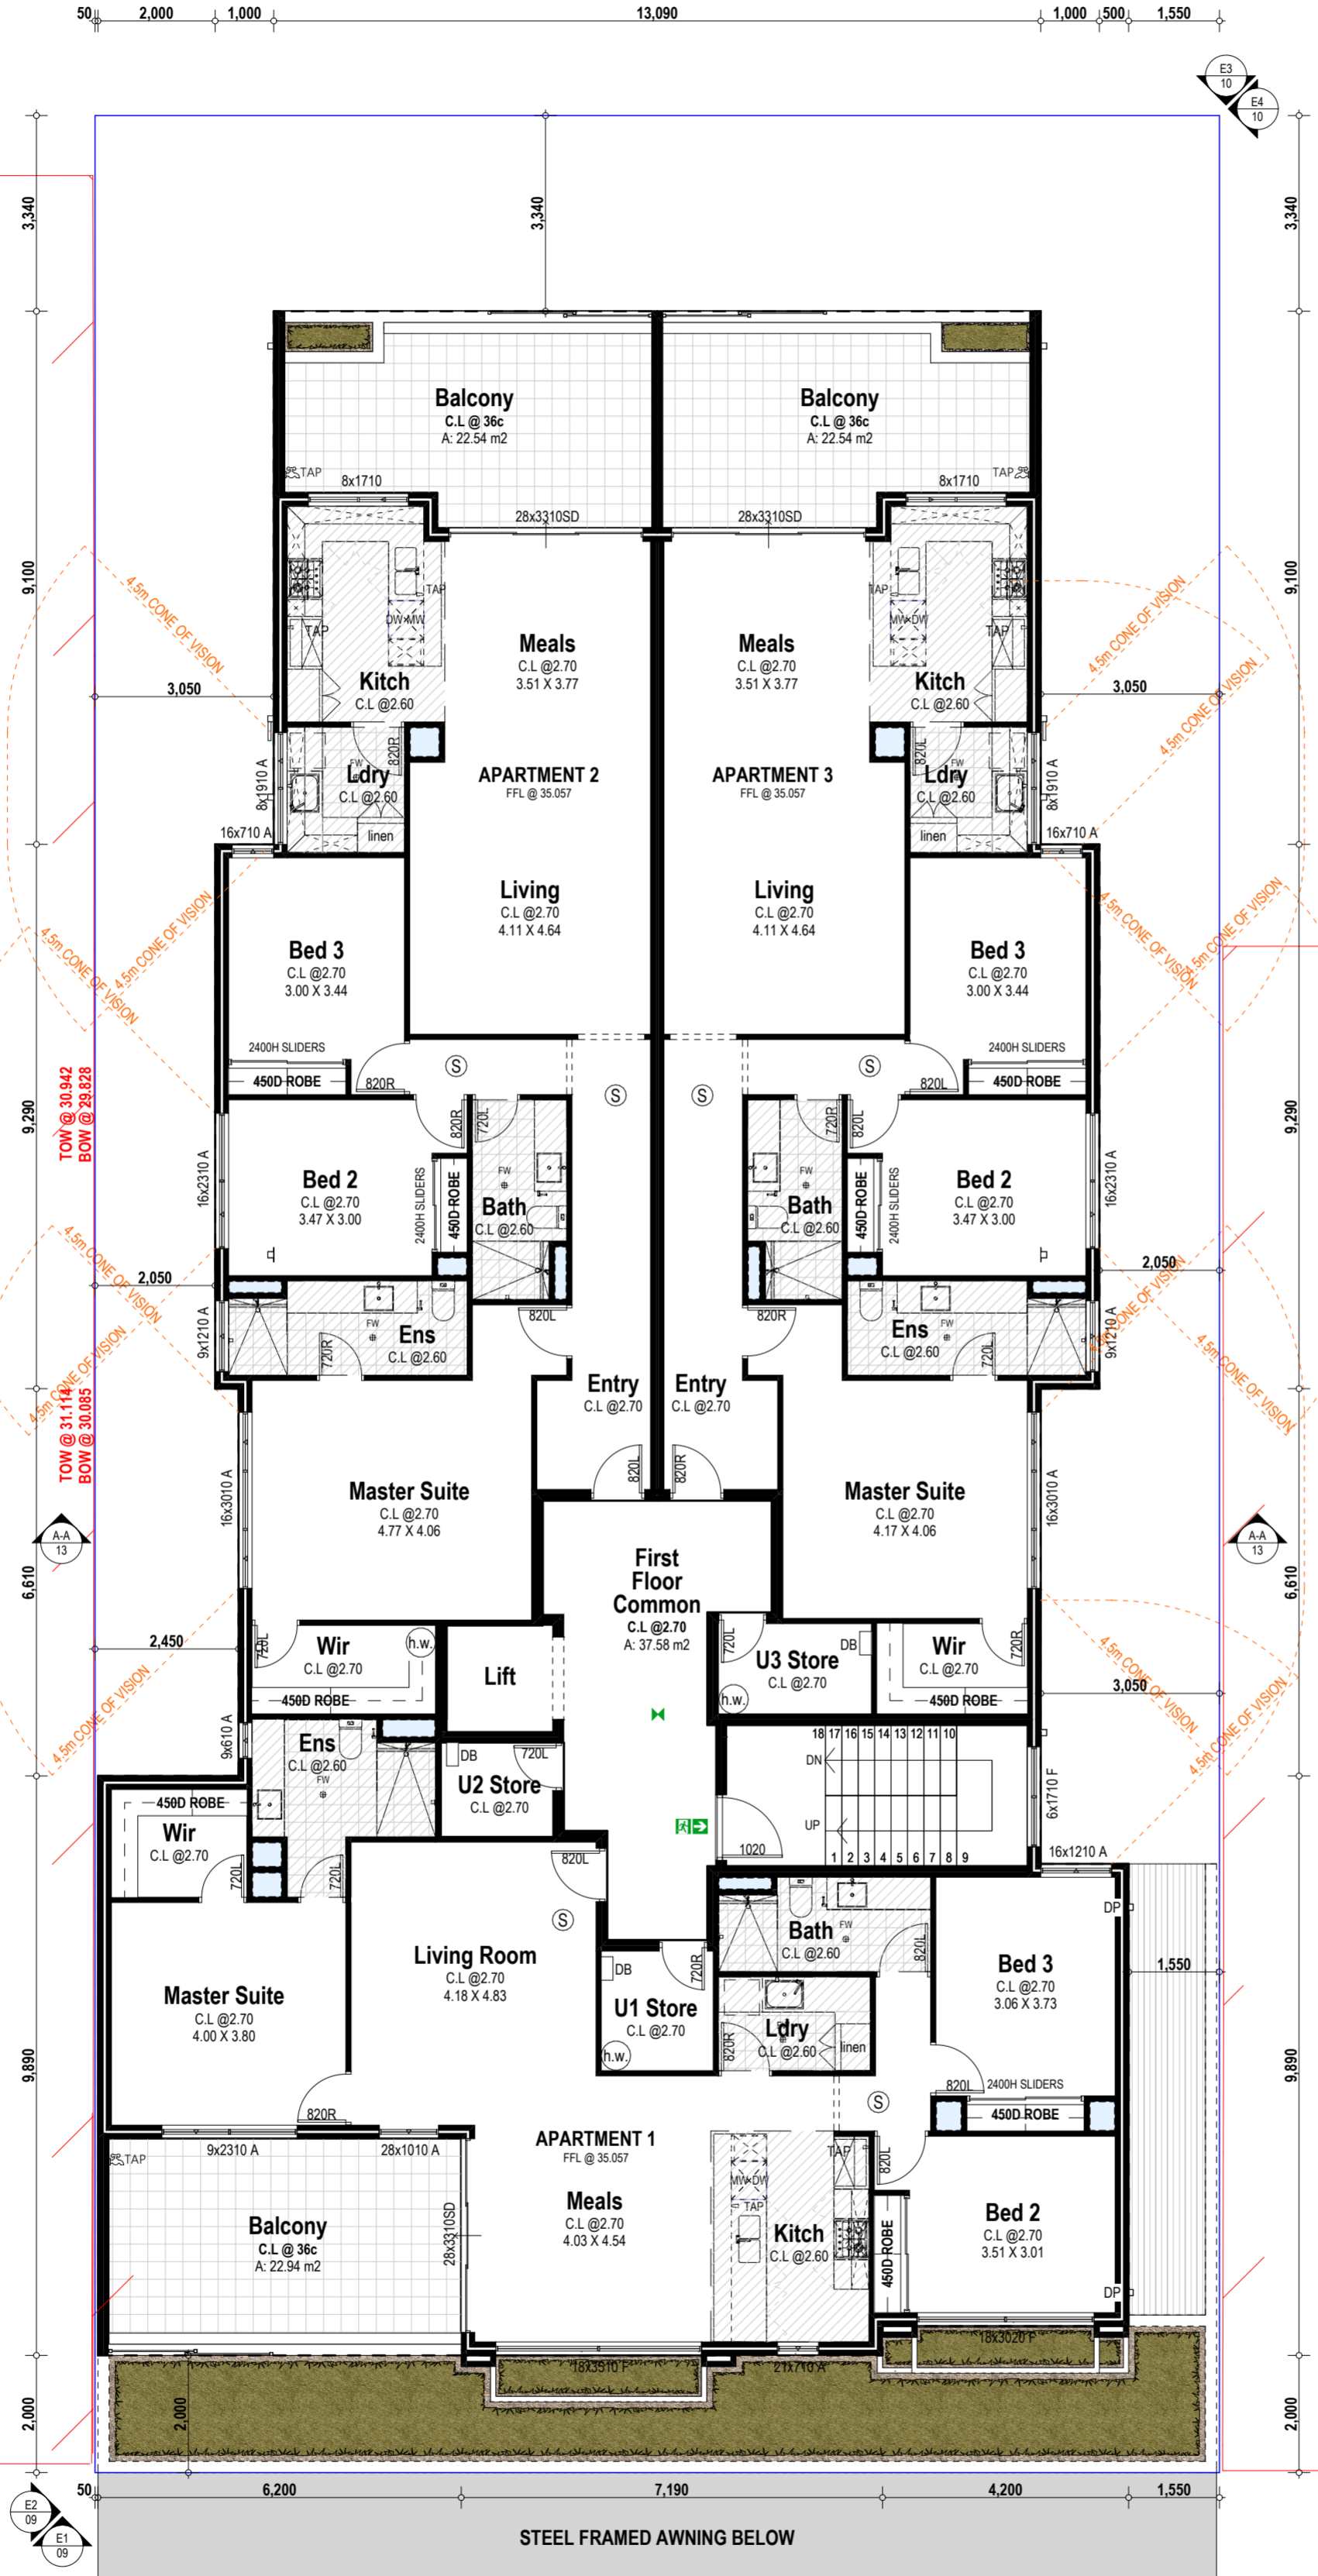 50 2,000 1,000 13,090 1,000 500 1,550
E3
10
E4
10
3,340
3,340
3,340
Balcony
C.L @ 36c
A: 22.54 m2
Balcony
C.L @ 36c
A: 22.54 m2
TAP
TAP
8x1710
8x1710
28x3310SD
28x3310SD
9,100
9,100
4.5m CONE OF VISION
4.5m CONE OF VISION
4.5m CONE OF VISION
TAP
TAP
DW MW
MW DW
TAP
TAP
Meals
C.L @2.70
3.51 X 3.77
Meals
C.L @2.70
3.51 X 3.77
Kitch
C.L @2.60
Kitch
C.L @2.60
3,050
3,050
820R
820L
FW
FW
Ldry
C.L @2.60
Ldry
C.L @2.60
linen
linen
8x1910 A
8x1910 A
APARTMENT 2
FFL @ 35.057
APARTMENT 3
FFL @ 35.057
16x710 A
16x710 A
Living
C.L @2.70
4.11 X 4.64
Living
C.L @2.70
4.11 X 4.64
4.5m CONE OF VISION
4.5m CONE OF VISION
4.5m CONE OF VISION
4.5m CONE OF VISION
Bed 3
C.L @2.70
3.00 X 3.44
Bed 3
C.L @2.70
3.00 X 3.44
2400H SLIDERS
2400H SLIDERS
450D ROBE
450D ROBE
820R
820L
S
S
S
S
TOW @ 30.942
BOW @ 29.828
9,290
9,290
820R
720L
720R
820L
16x2310 A
16x2310 A
Bed 2
C.L @2.70
3.47 X 3.00
Bed 2
C.L @2.70
3.47 X 3.00
2400H SLIDERS
450D ROBE
450D ROBE
2400H SLIDERS
FW
FW
Bath
C.L @2.60
Bath
C.L @2.60
2,050
2,050
4.5m CONE OF VISION
4.5m CONE OF VISION
4.5m CONE OF VISION
4.5m CONE OF VISION
9x1210 A
9x1210 A
FW
FW
Ens
C.L @2.60
Ens
C.L @2.60
720R
720L
820L
820R
TOW @ 31.114
BOW @ 30.085
Entry
C.L @2.70
Entry
C.L @2.70
820L
820R
Master Suite
C.L @2.70
4.77 X 4.06
Master Suite
C.L @2.70
4.17 X 4.06
16x3010 A
16x3010 A
A-A
13
A-A
13
6,610
6,610
First
Floor
Common
C.L @2.70
A: 37.58 m2
2,450
720L
Wir
C.L @2.70
h.w.
450D ROBE
Lift
720L
DB
U3 Store
C.L @2.70
h.w.
Wir
C.L @2.70
720R
450D ROBE
3,050
4.5m CONE OF VISION
4.5m CONE OF VISION
4.5m CONE OF VISION
9x610 A
Ens
C.L @2.60
FW
DB
720L
U2 Store
C.L @2.70
18 17 16 15 14 13 12 11 10
DN
UP
1 2 3 4 5 6 7 8 9
1020
6x1710 F
16x1210 A
450D ROBE
Wir
C.L @2.70
720L
720L
820L
S
Living Room
C.L @2.70
4.18 X 4.83
Bath
C.L @2.60
FW
820L
DP
Bed 3
C.L @2.70
3.06 X 3.73
1,550
Master Suite
C.L @2.70
4.00 X 3.80
DB
720R
U1 Store
C.L @2.70
h.w.
820R
Ldry
C.L @2.60
linen
9,890
9,890
820L
2400H SLIDERS
450D ROBE
S
820R
9x2310 A
28x1010 A
TAP
APARTMENT 1
FFL @ 35.057
Meals
C.L @2.70
4.03 X 4.54
MW DW
TAP
TAP
820L
Balcony
C.L @ 36c
A: 22.94 m2
28x3310SD
Kitch
C.L @2.60
450D ROBE
Bed 2
C.L @2.70
3.51 X 3.01
DP
18x3510 F
21x710 A
18x3020 F
2,000
2,000
2,000
50 6,200 7,190 4,200 1,550
E2
09
E1
09
STEEL FRAMED AWNING BELOW